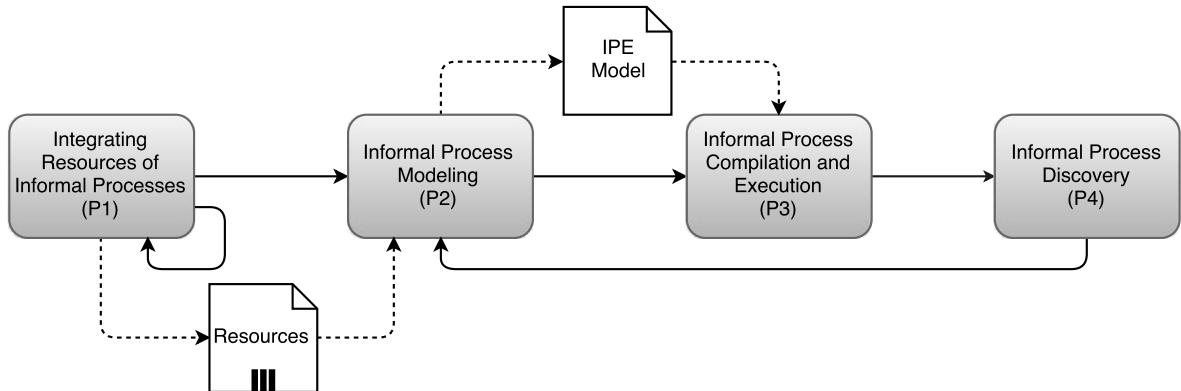 IPE
Model
Integrating
Resources of
Informal Processes
(P1)
Informal Process
Modeling
(P2)
Informal Process
Compilation and
Execution
(P3)
Informal Process
Discovery
(P4)
Resources